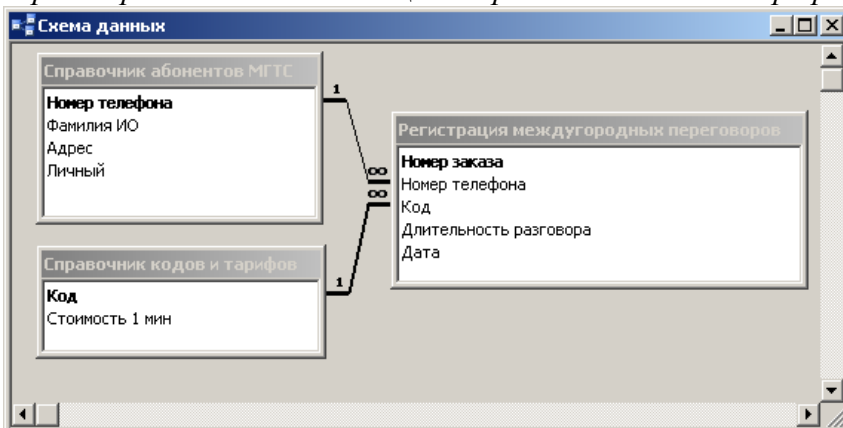 Схема данных
Справочник абонентов МГТС
Номер телефона
Фамилия ИО
Адрес
Личный
1
∞
∞
1
Регистрация междугородных переговоров
Номер заказа
Номер телефона
Код
Длительность разговора
Дата
Справочник кодов и тарифов
Код
Стоимость 1 мин